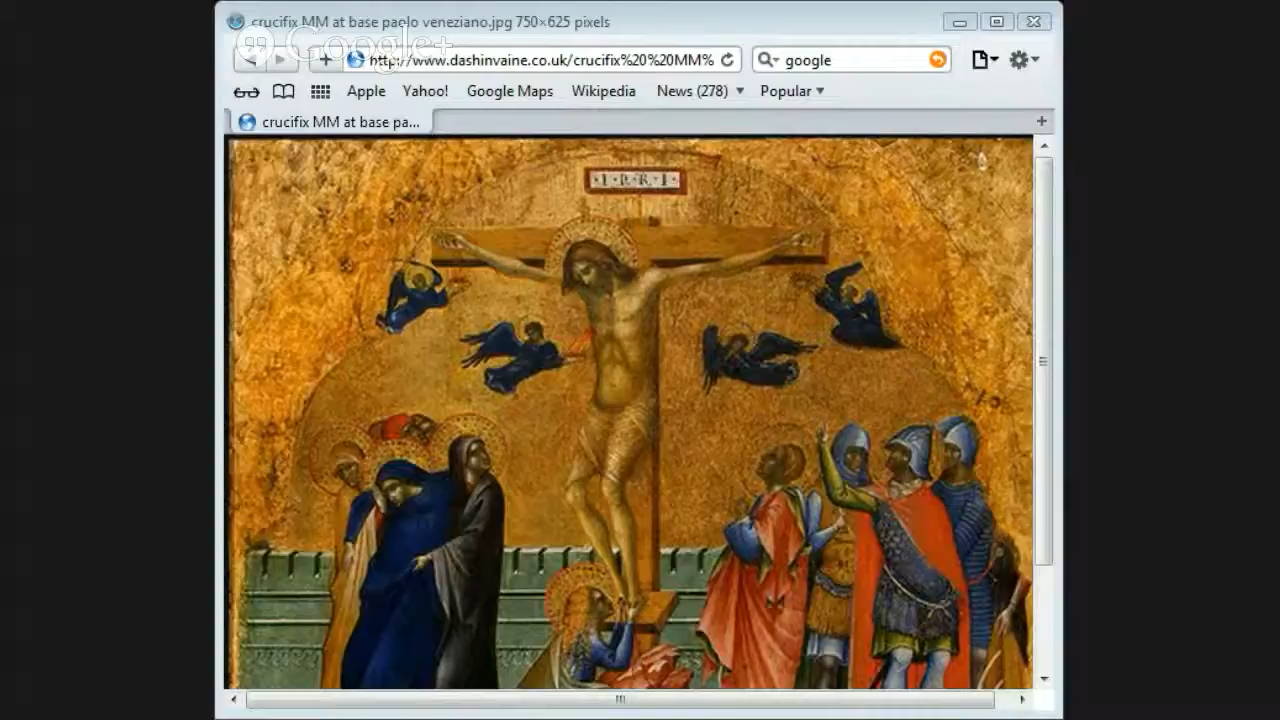 crucifix MM at base paolo veneziano.jpg 750×625 pixels
Google+
http://www.dashinvaine.co.uk/crucifix%20%20MM%
google
Apple Yahoo! Google Maps Wikipedia News (278) Popular
crucifix MM at base pa...